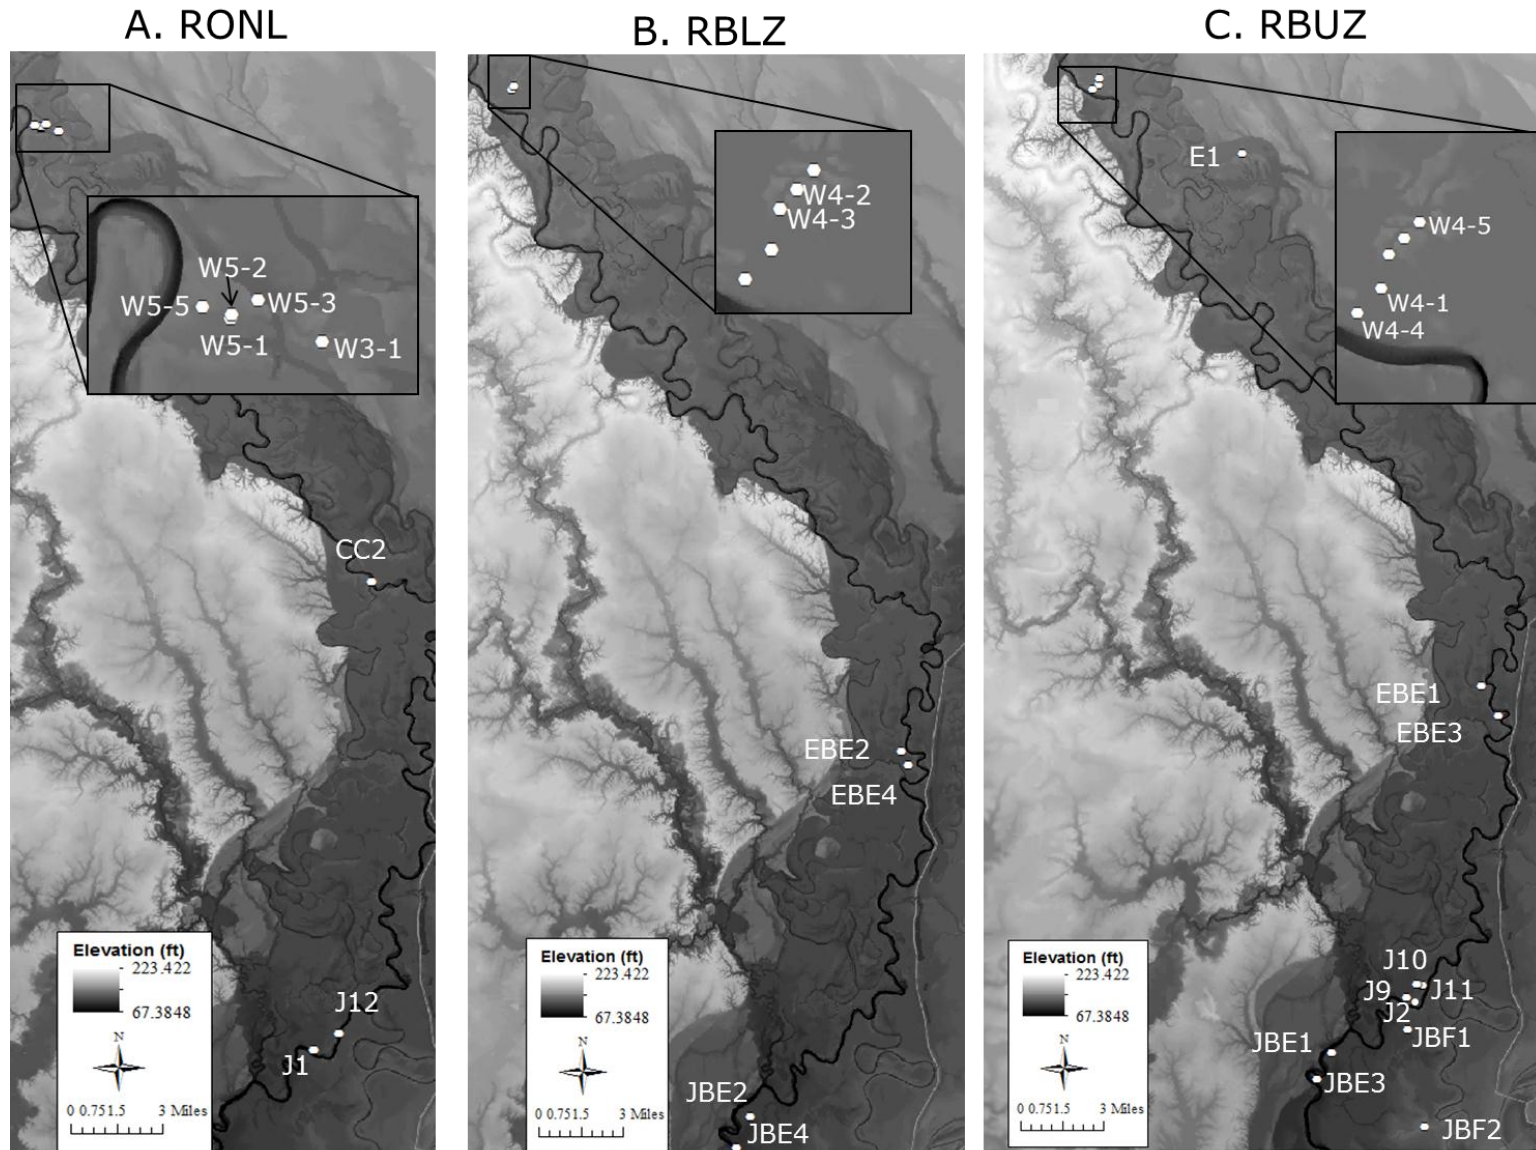 A. RONL
W5-2
W5-5
W5-3
W5-1
W3-1
CC2
J12
J1
Elevation (ft)
223.422
67.3848
N
0 0.751.5 3 Miles
B. RBLZ
W4-2
W4-3
EBE2
EBE4
JBE2
JBE4
Elevation (ft)
223.422
67.3848
N
0 0.751.5 3 Miles
C. RBUZ
E1
W4-5
W4-1
W4-4
EBE1
EBE3
J10
J9
J11
J2
JBF1
JBE1
JBE3
JBF2
Elevation (ft)
223.422
67.3848
N
0 0.751.5 3 Miles